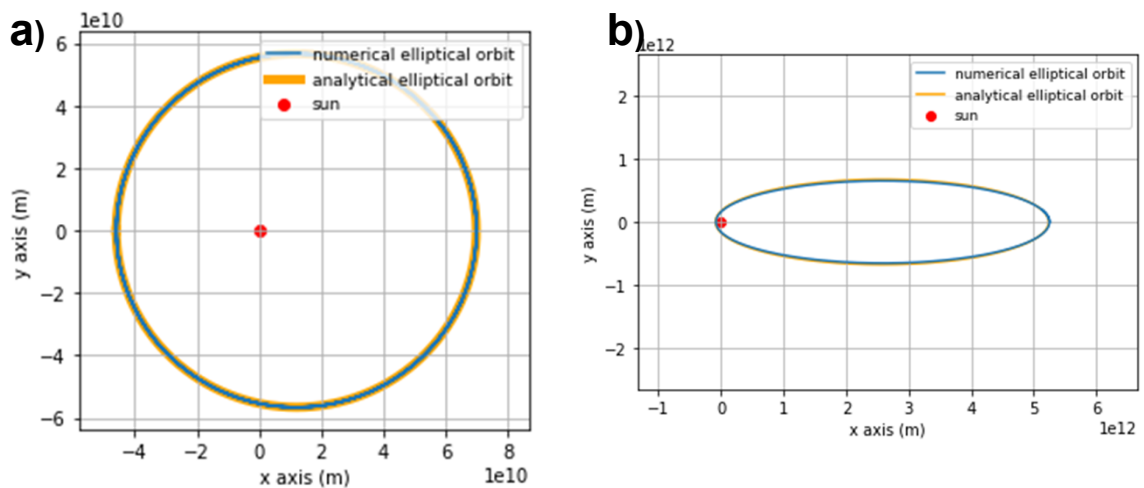 a)
1e10
numerical elliptical orbit
analytical elliptical orbit
sun
6
4
2
0
−2
−4
−6
y axis (m)
−4 −2 0 2 4 6 8
x axis (m)
1e10
b)
1e12
numerical elliptical orbit
analytical elliptical orbit
sun
2
1
0
−1
−2
y axis (m)
−1 0 1 2 3 4 5 6
x axis (m)
1e12